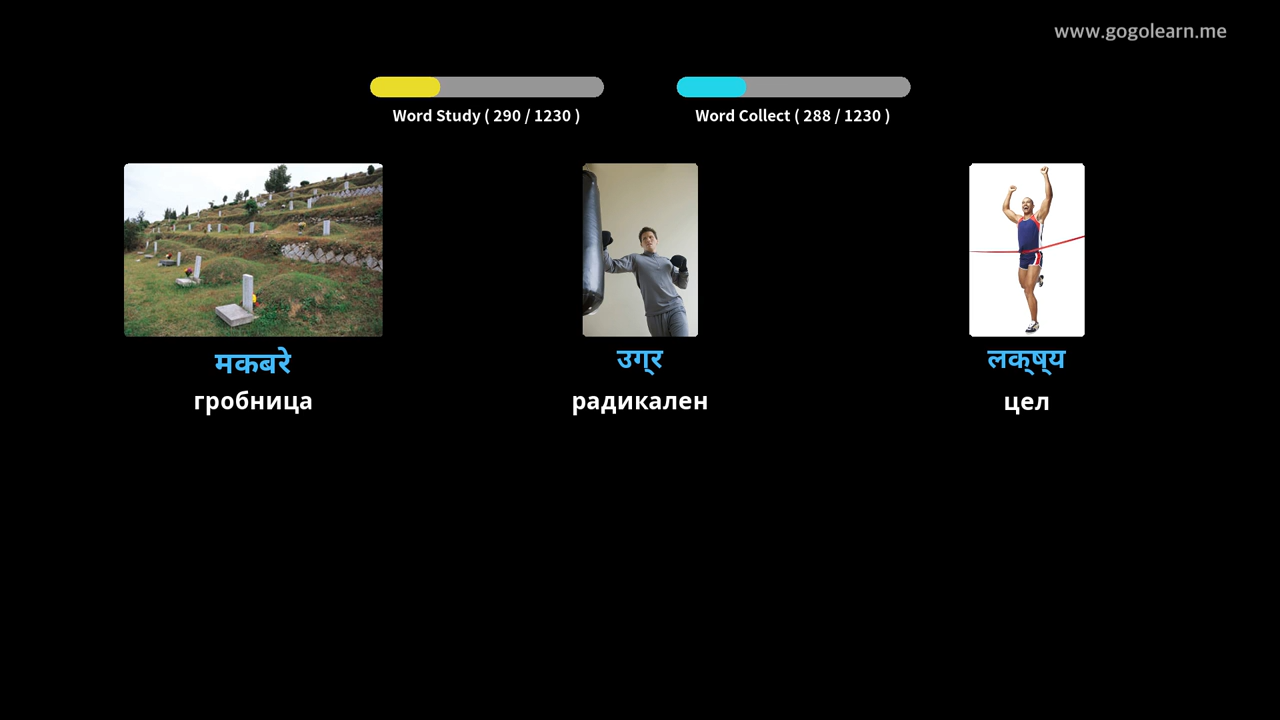 www.gogolearn.me
Word Study ( 290 / 1230 )
Word Collect ( 288 / 1230 )
मकबरे
उग्र
लक्ष्य
гробница
радикален
цел